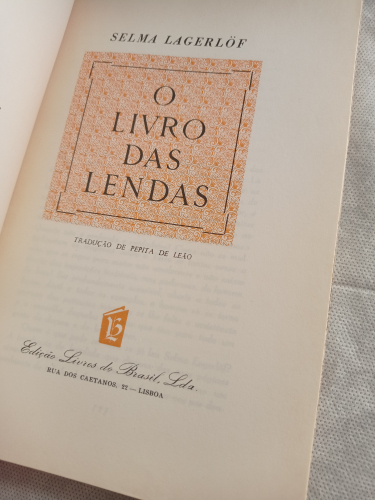 SELMA LAGERLÖF
O
LIVRO
DAS
LENDAS
TRADUÇÃO DE PEPITA DE LEÃO
Edição Livros do Brasil, Lda.
RUA DOS CAETANOS, 22 — LISBOA